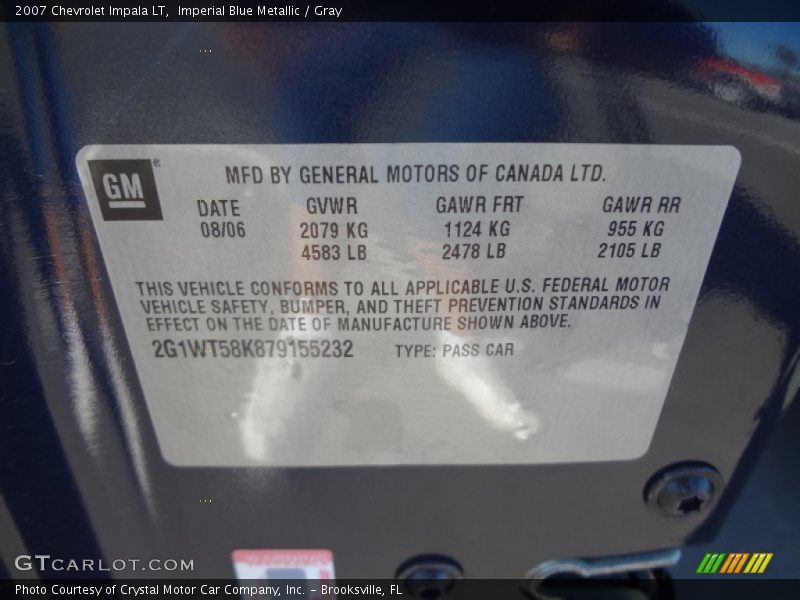 2007 Chevrolet Impala LT, Imperial Blue Metallic / Gray
GM ®
MFD BY GENERAL MOTORS OF CANADA LTD.
DATE GVWR GAWR FRT GAWR RR
08/06 2079 KG 1124 KG 955 KG
4583 LB 2478 LB 2105 LB
THIS VEHICLE CONFORMS TO ALL APPLICABLE U.S. FEDERAL MOTOR
VEHICLE SAFETY, BUMPER, AND THEFT PREVENTION STANDARDS IN
EFFECT ON THE DATE OF MANUFACTURE SHOWN ABOVE.
2G1WT58K879155232 TYPE: PASS CAR
GTCARLOT.COM
Photo Courtesy of Crystal Motor Car Company, Inc. - Brooksville, FL